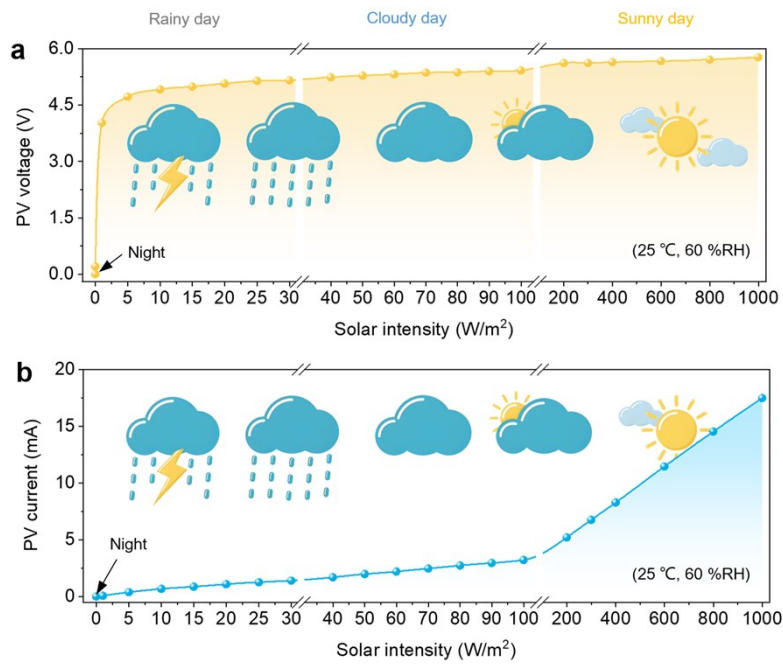 Rainy day Cloudy day Sunny day
a
6.0
4.5
3.0
1.5
0.0
PV voltage (V)
Night
(25 ℃, 60 %RH)
0 5 10 15 20 25 30 40 50 60 70 80 90 100 200 400 600 800 1000
Solar intensity (W/m²)
b
20
15
10
5
0
PV current (mA)
Night
(25 ℃, 60 %RH)
0 5 10 15 20 25 30 40 50 60 70 80 90 100 200 400 600 800 1000
Solar intensity (W/m²)